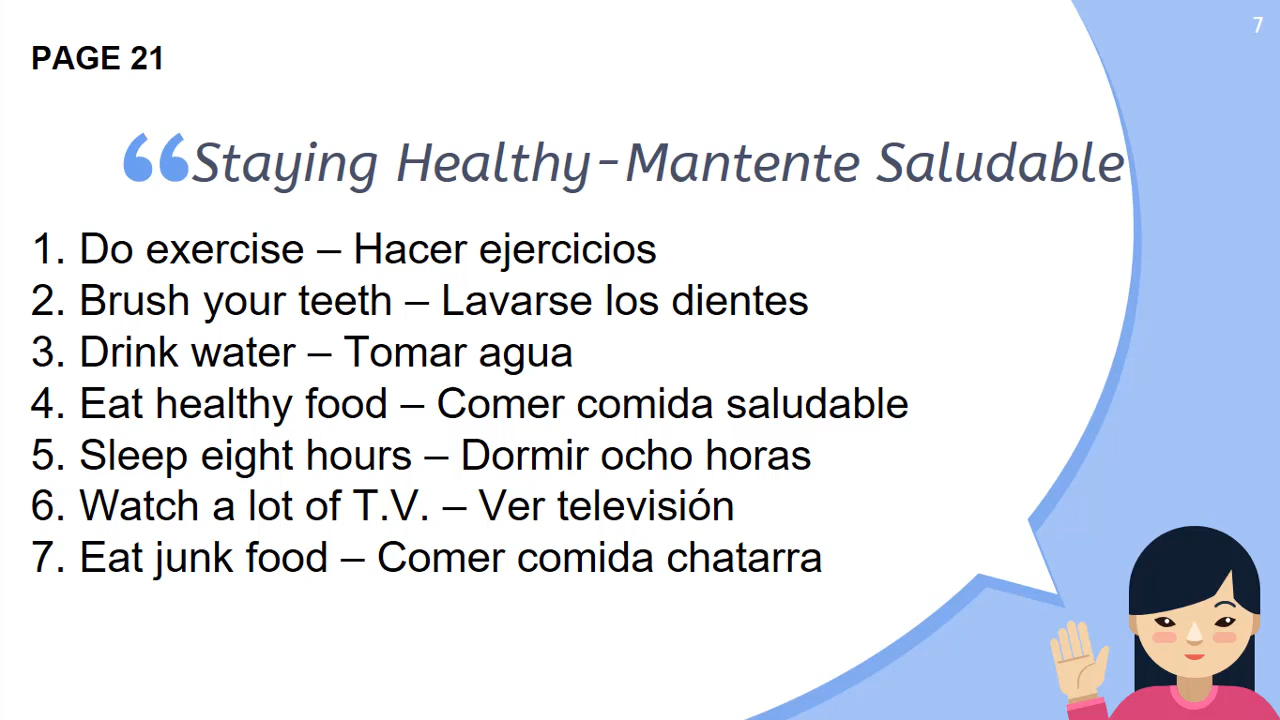 7
PAGE 21
“Staying Healthy-Mantente Saludable
1. Do exercise – Hacer ejercicios
2. Brush your teeth – Lavarse los dientes
3. Drink water – Tomar agua
4. Eat healthy food – Comer comida saludable
5. Sleep eight hours – Dormir ocho horas
6. Watch a lot of T.V. – Ver televisión
7. Eat junk food – Comer comida chatarra